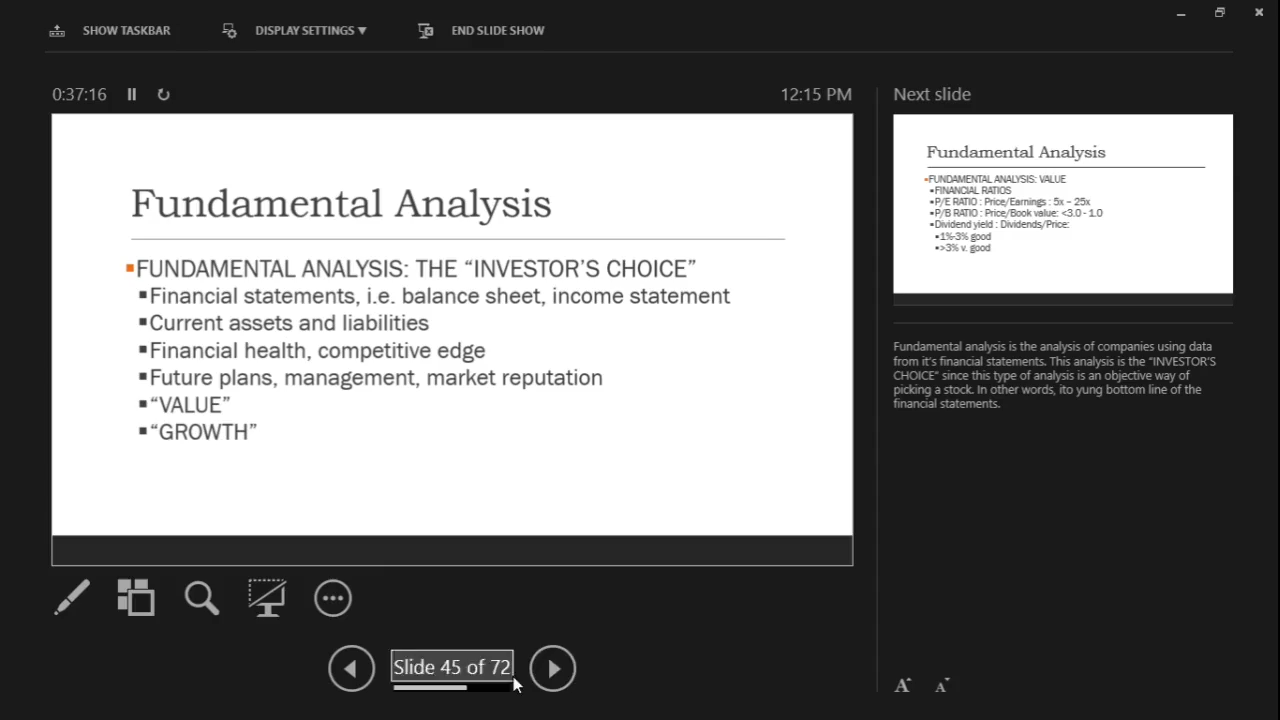 SHOW TASKBAR
DISPLAY SETTINGS ▼
END SLIDE SHOW
0:37:16
12:15 PM
Fundamental Analysis
▪FUNDAMENTAL ANALYSIS: THE “INVESTOR’S CHOICE”
▪Financial statements, i.e. balance sheet, income statement
▪Current assets and liabilities
▪Financial health, competitive edge
▪Future plans, management, market reputation
▪“VALUE”
▪“GROWTH”
Slide 45 of 72
Next slide
Fundamental Analysis
▪FUNDAMENTAL ANALYSIS: VALUE
▪FINANCIAL RATIOS
▪P/E RATIO : Price/Earnings : 5x – 25x
▪P/B RATIO : Price/Book value: <3.0 - 1.0
▪Dividend yield : Dividends/Price:
▪1%-3% good
▪>3% v. good
Fundamental analysis is the analysis of companies using data
from it's financial statements. This analysis is the “INVESTOR'S
CHOICE” since this type of analysis is an objective way of
picking a stock. In other words, ito yung bottom line of the
financial statements.
A A